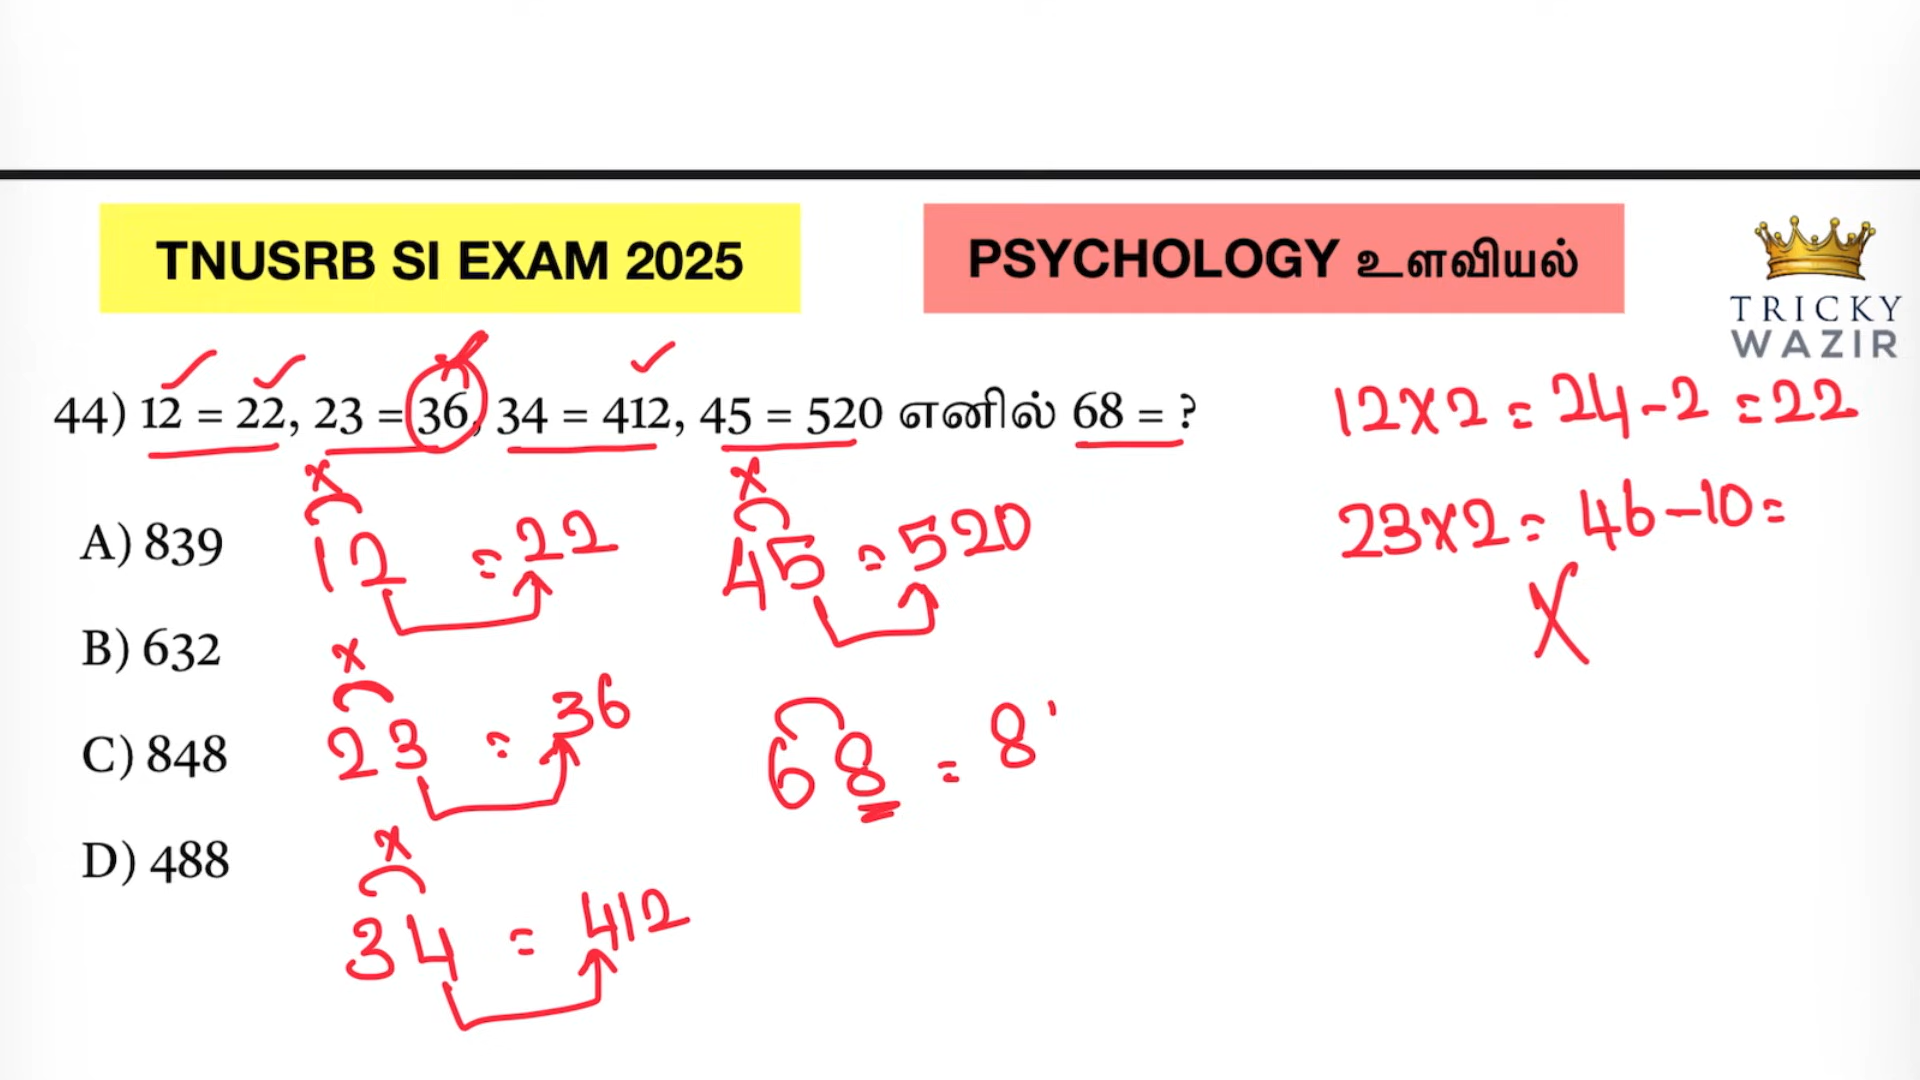 TNUSRB SI EXAM 2025
PSYCHOLOGY உளவியல்
TRICKY
WAZIR
44) 12 = 22, 23 = 36, 34 = 412, 45 = 520 எனில் 68 = ?
A) 839
B) 632
C) 848
D) 488
12 = 22
23 = 36
34 = 412
45 = 520
68 = 8
12x2 = 24-2 = 22
23x2 = 46-10 =